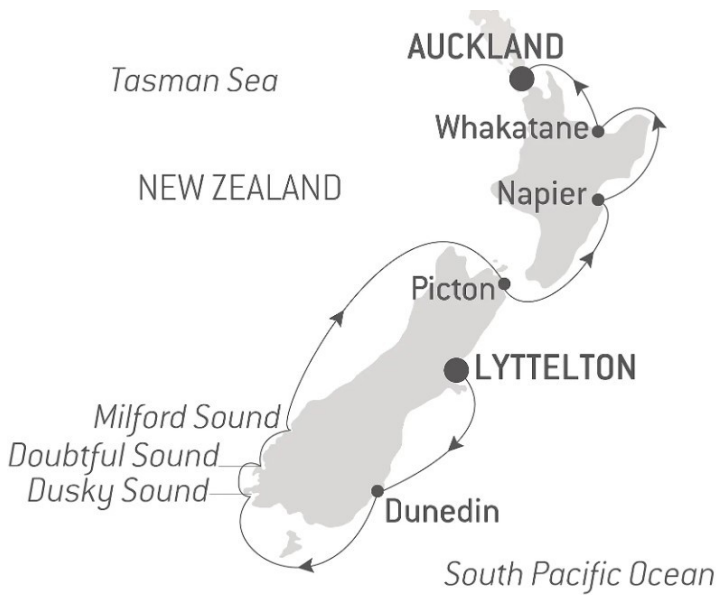 AUCKLAND
Tasman Sea
Whakatane
NEW ZEALAND
Napier
Picton
LYTTELTON
Milford Sound
Doubtful Sound
Dusky Sound
Dunedin
South Pacific Ocean